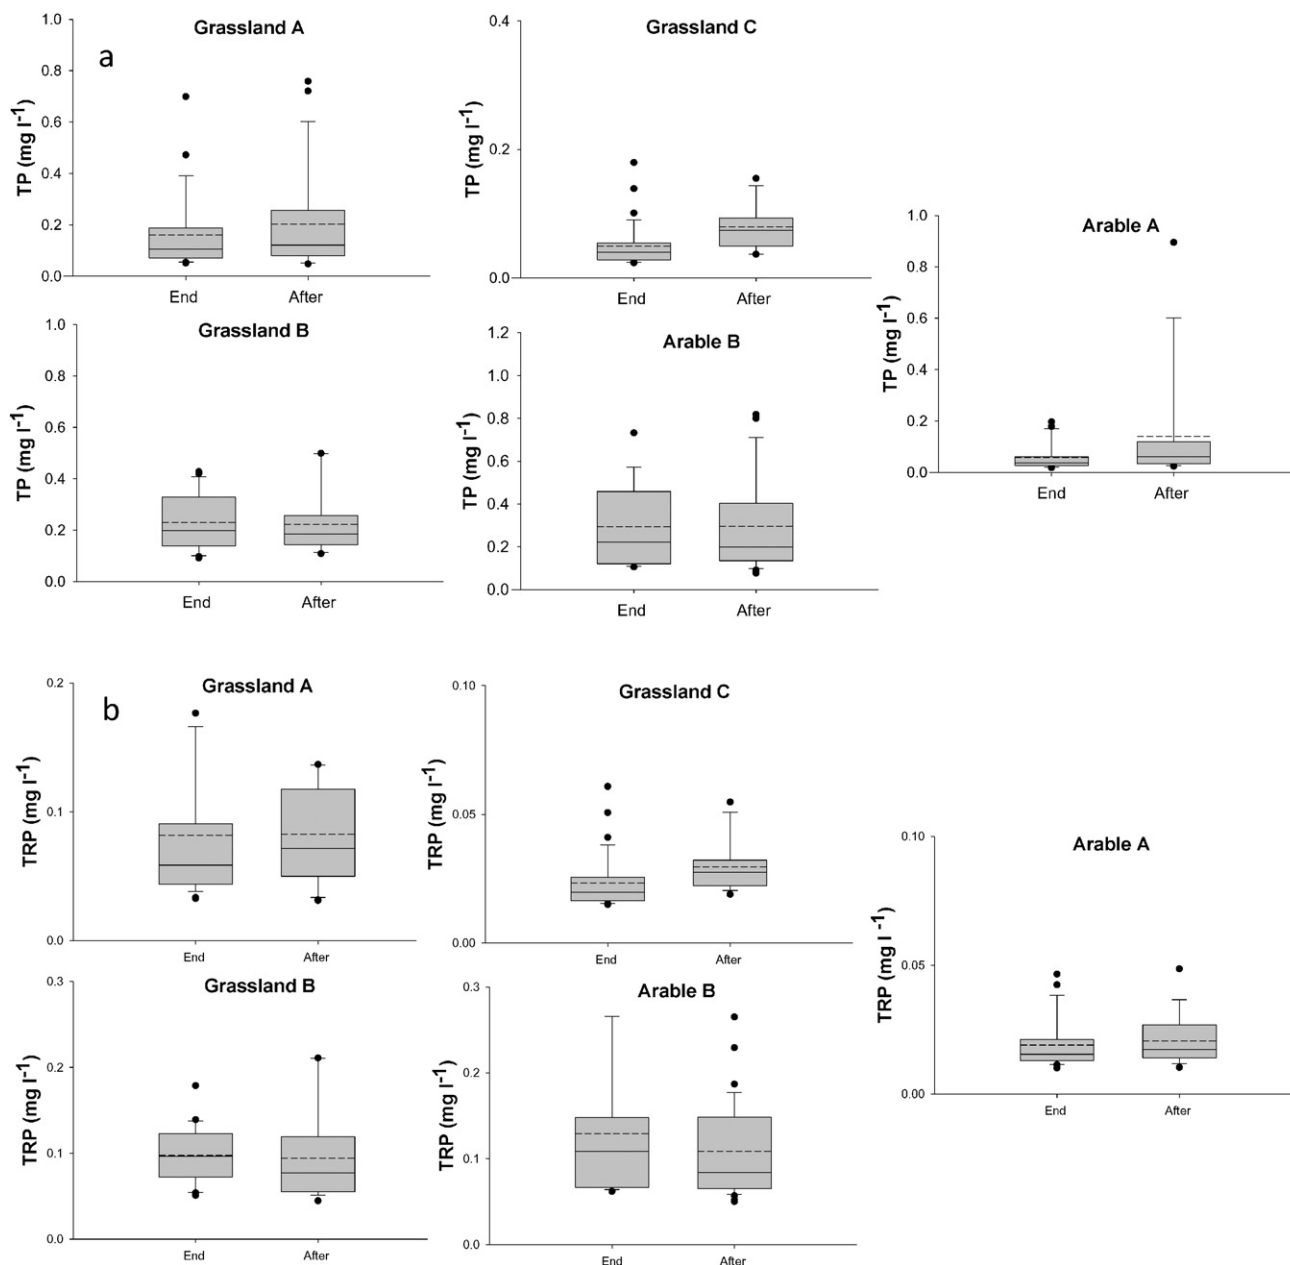 a
Grassland A
TP (mg l⁻¹)
1.0
0.8
0.6
0.4
0.2
0.0
End After
Grassland C
TP (mg l⁻¹)
0.4
0.2
0.0
End After
Arable A
TP (mg l⁻¹)
1.0
0.8
0.6
0.4
0.2
0.0
End After
Grassland B
TP (mg l⁻¹)
1.0
0.8
0.6
0.4
0.2
0.0
End After
Arable B
TP (mg l⁻¹)
1.2
1.0
0.8
0.6
0.4
0.2
0.0
End After
b
Grassland A
TRP (mg l⁻¹)
0.2
0.1
0.0
End After
Grassland C
TRP (mg l⁻¹)
0.10
0.05
0.00
End After
Arable A
TRP (mg l⁻¹)
0.10
0.05
0.00
End After
Grassland B
TRP (mg l⁻¹)
0.3
0.2
0.1
0.0
End After
Arable B
TRP (mg l⁻¹)
0.3
0.2
0.1
0.0
End After